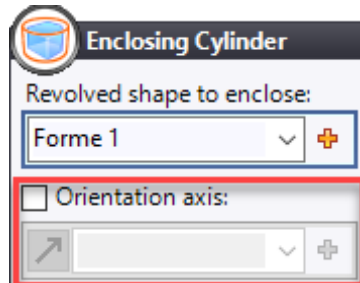 Enclosing Cylinder
Revolved shape to enclose:
Forme 1
Orientation axis: